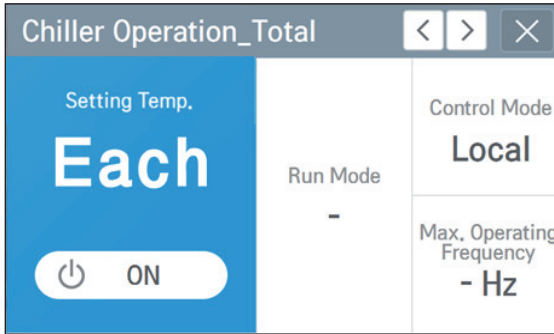 Chiller Operation_Total
Setting Temp.
Each
ON
Run Mode
-
Control Mode
Local
Max. Operating
Frequency
- Hz